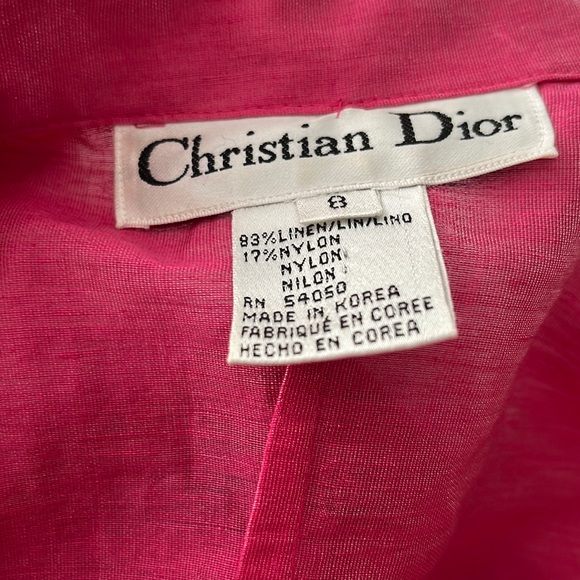 Christian Dior
8
83%LINEN/LIN/LINO
17%NYLON
NYLON
NILON
RN 54050
MADE IN KOREA
FABRIQUÉ EN COREE
HECHO EN COREA